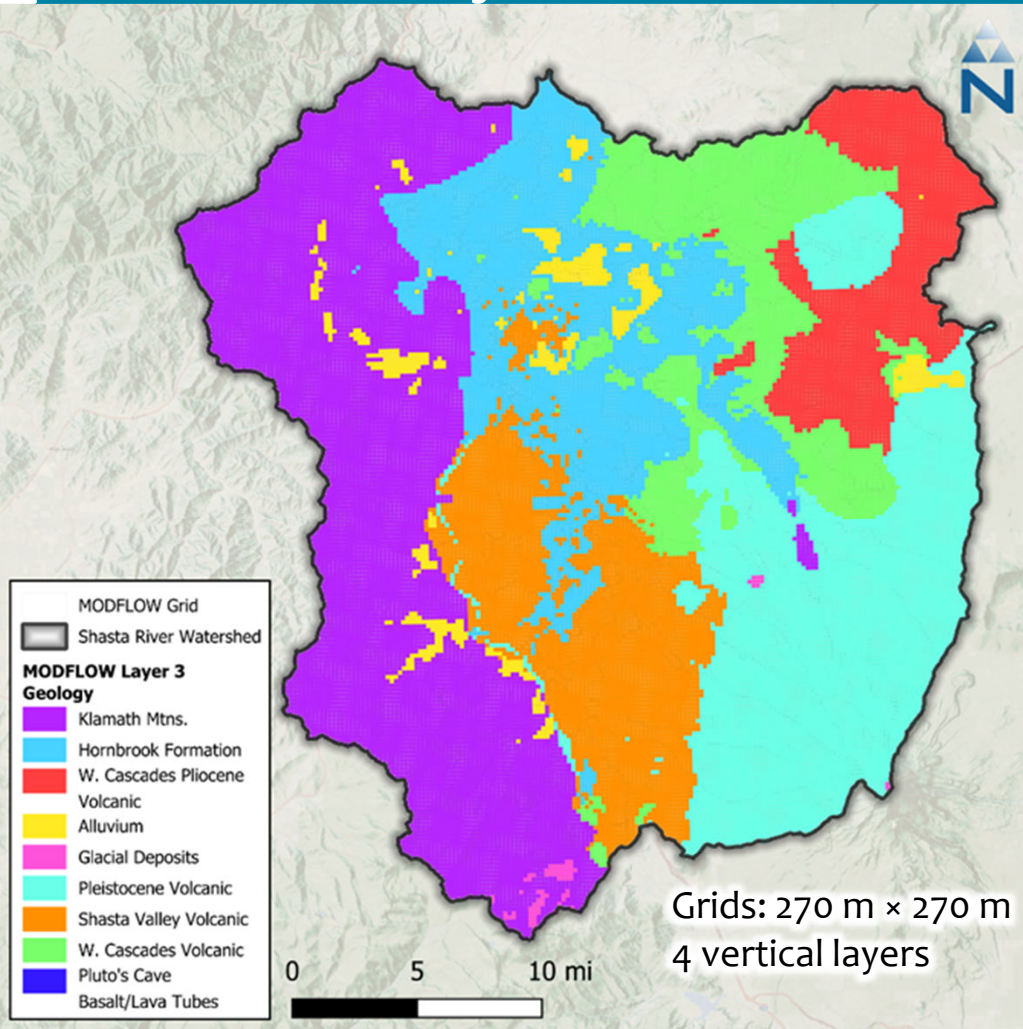 N
MODFLOW Grid
Shasta River Watershed
MODFLOW Layer 3
Geology
Klamath Mtns.
Hornbrook Formation
W. Cascades Pliocene
Volcanic
Alluvium
Glacial Deposits
Pleistocene Volcanic
Shasta Valley Volcanic
W. Cascades Volcanic
Pluto's Cave
Basalt/Lava Tubes
0 5 10 mi
Grids: 270 m × 270 m
4 vertical layers